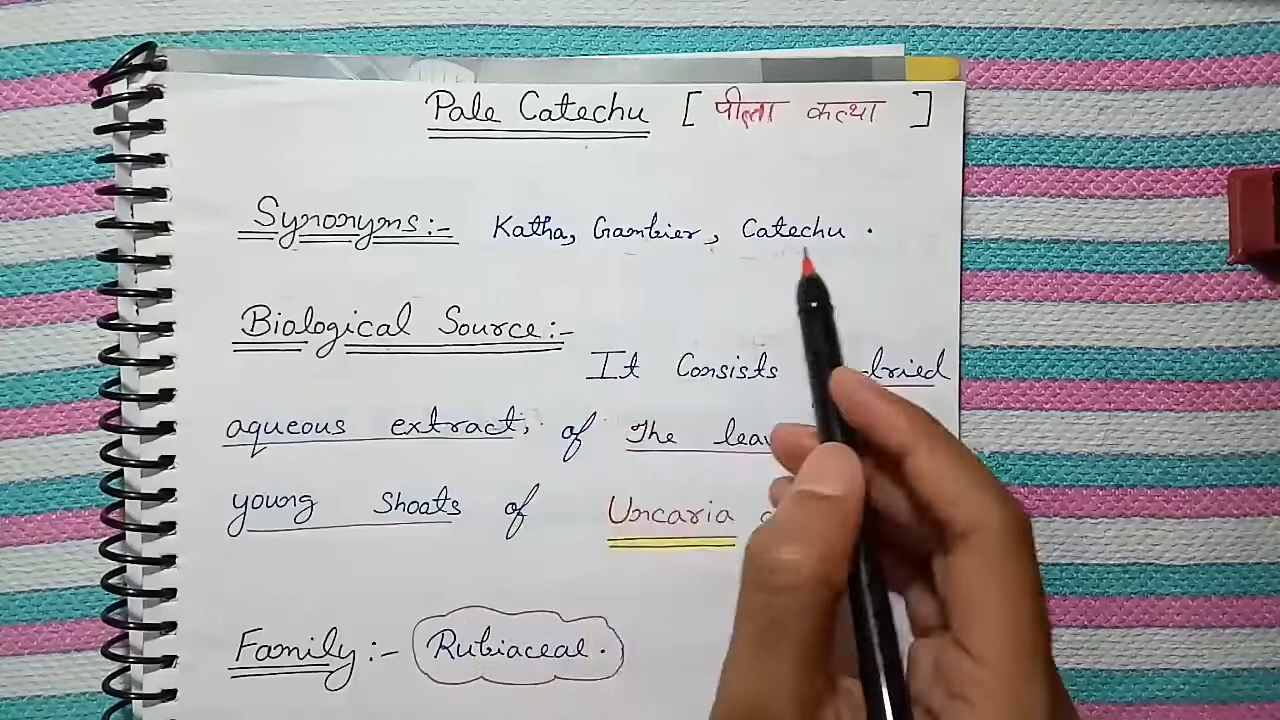 Pale Catechu [ पीला कत्था ]
Synonyms:- Katha, Gambier, Catechu.
Biological Source:-
It Consists dried
aqueous extract, of The
young Shoots of Uncaria
Family:- Rubiaceae.